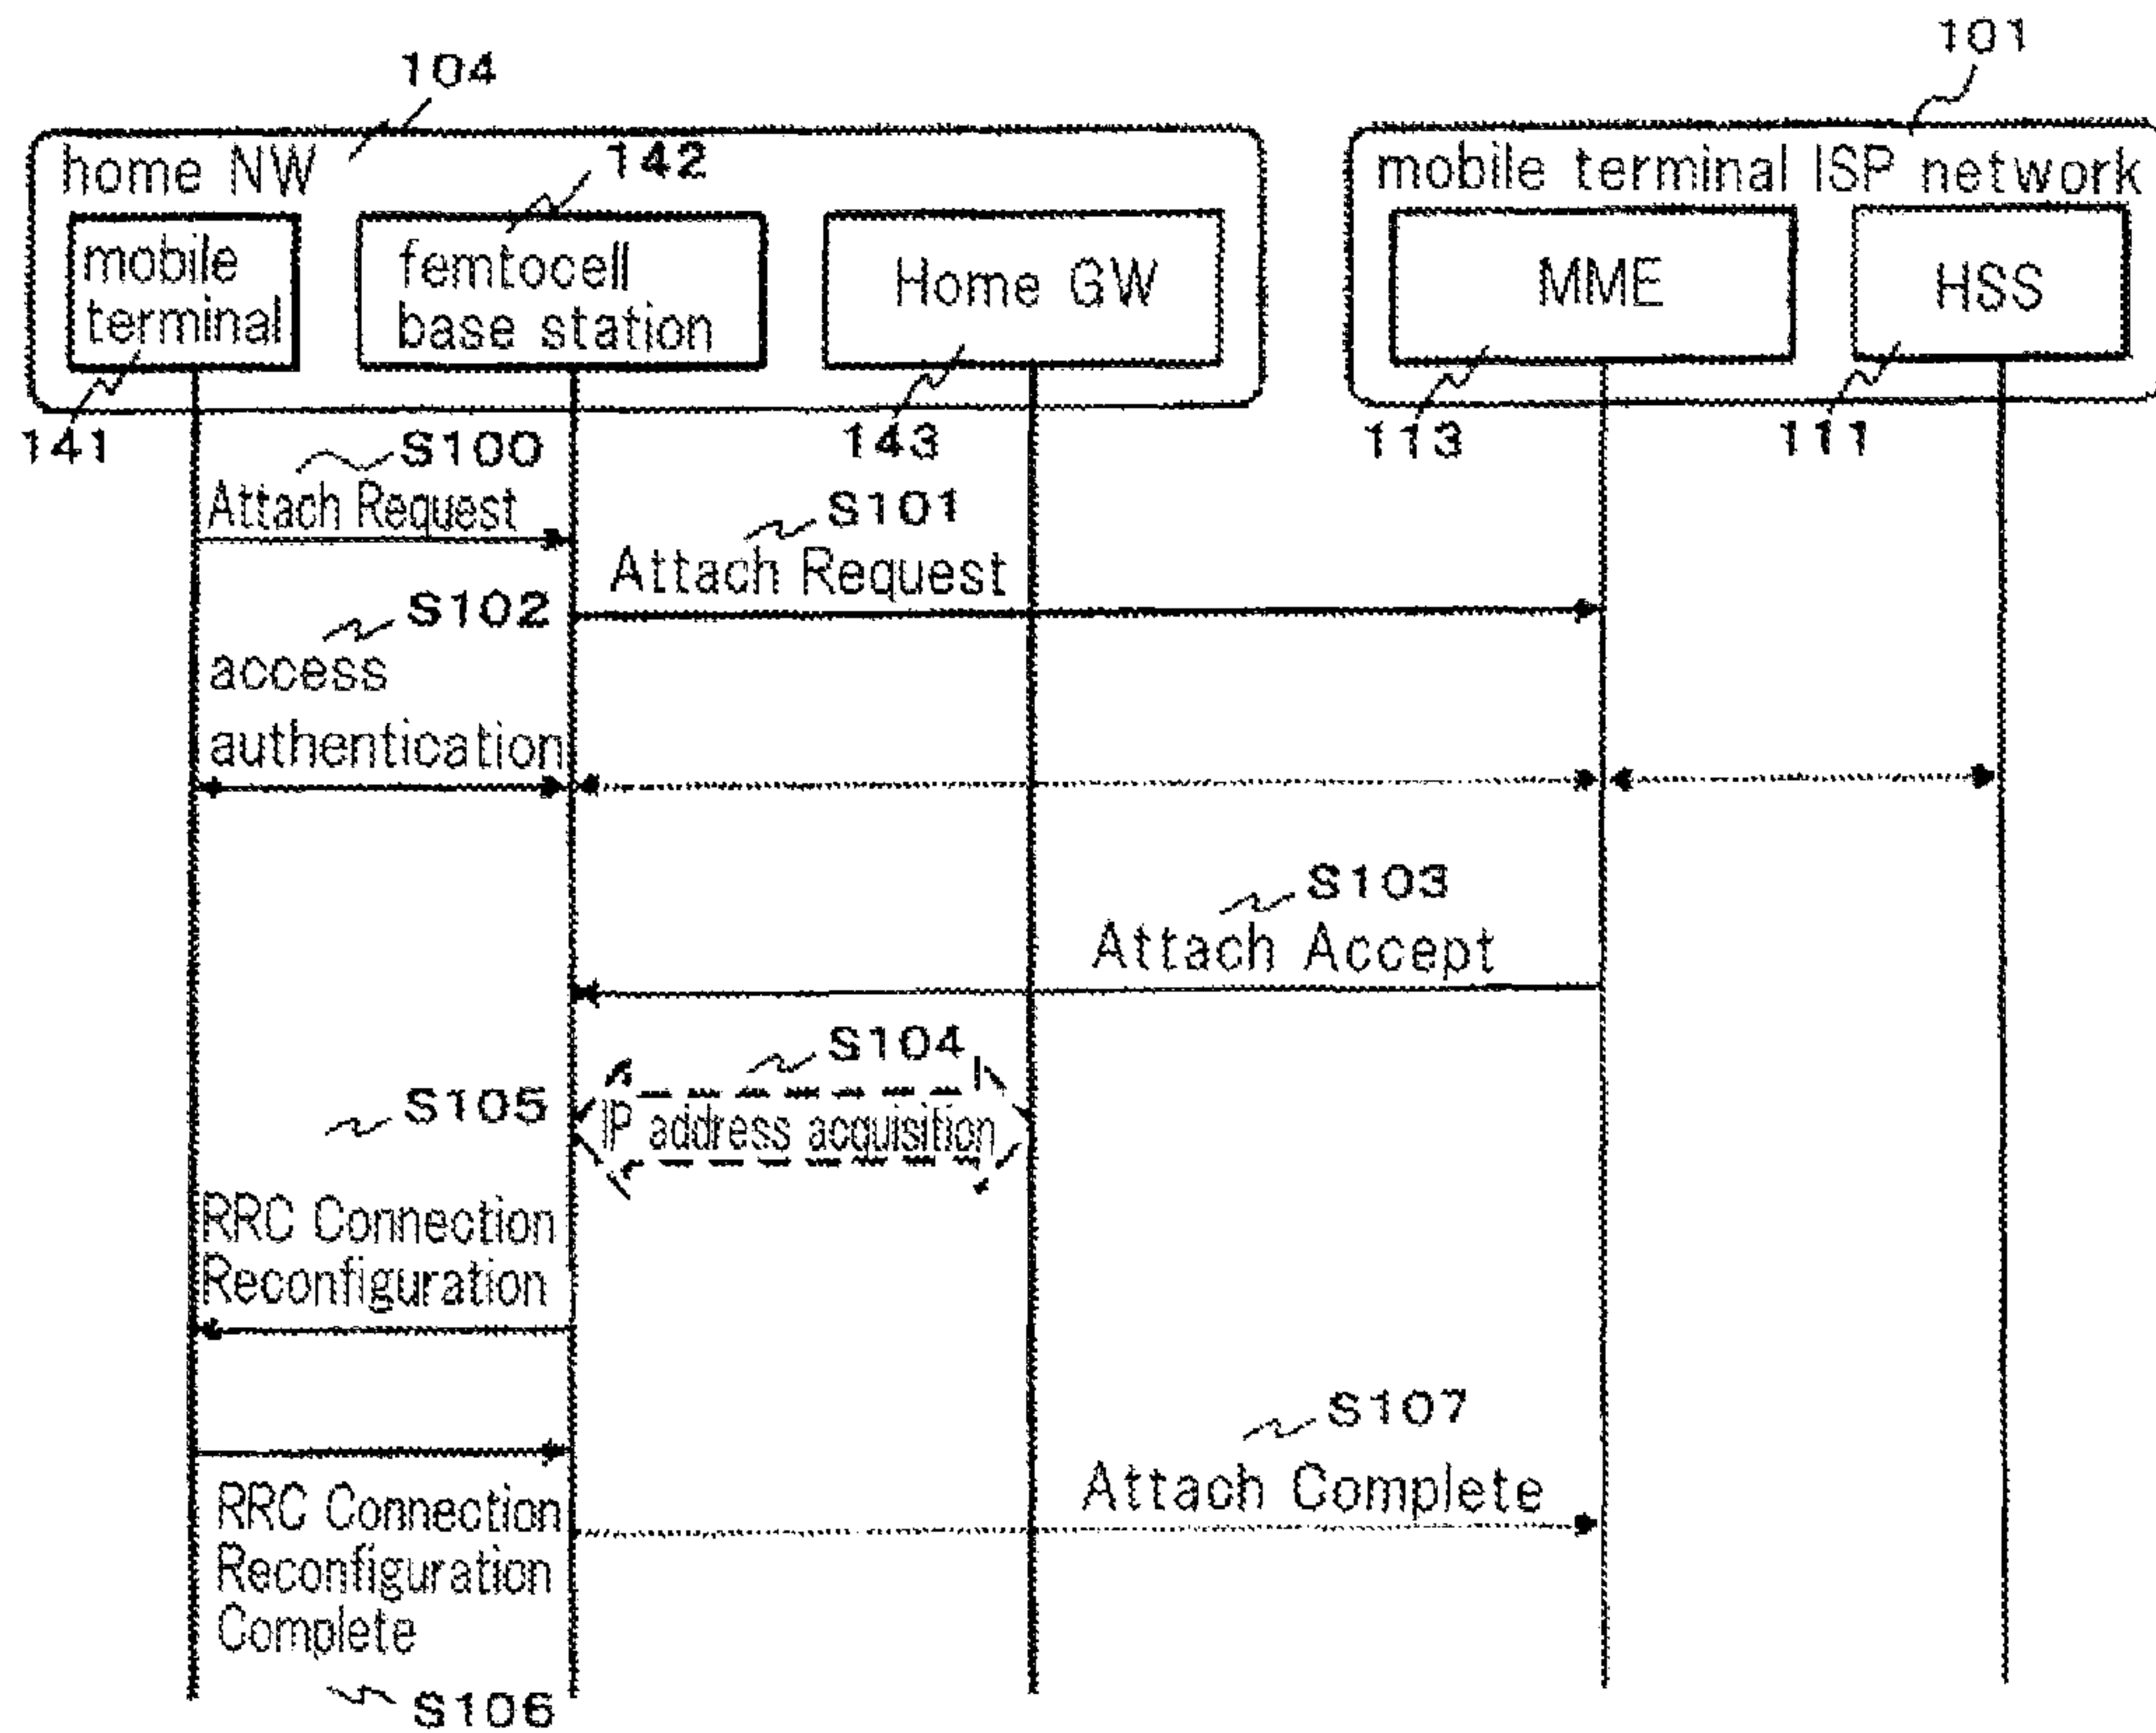 101
104
home NW
142
mobile terminal ISP network
mobile
terminal
femtocell
base station
Home GW
MME
HSS
141
143
113
111
S100
Attach Request
S101
Attach Request
S102
access
authentication
S103
Attach Accept
S104
IP address acquisition
S105
RRC Connection
Reconfiguration
S107
Attach Complete
RRC Connection
Reconfiguration
Complete
S106